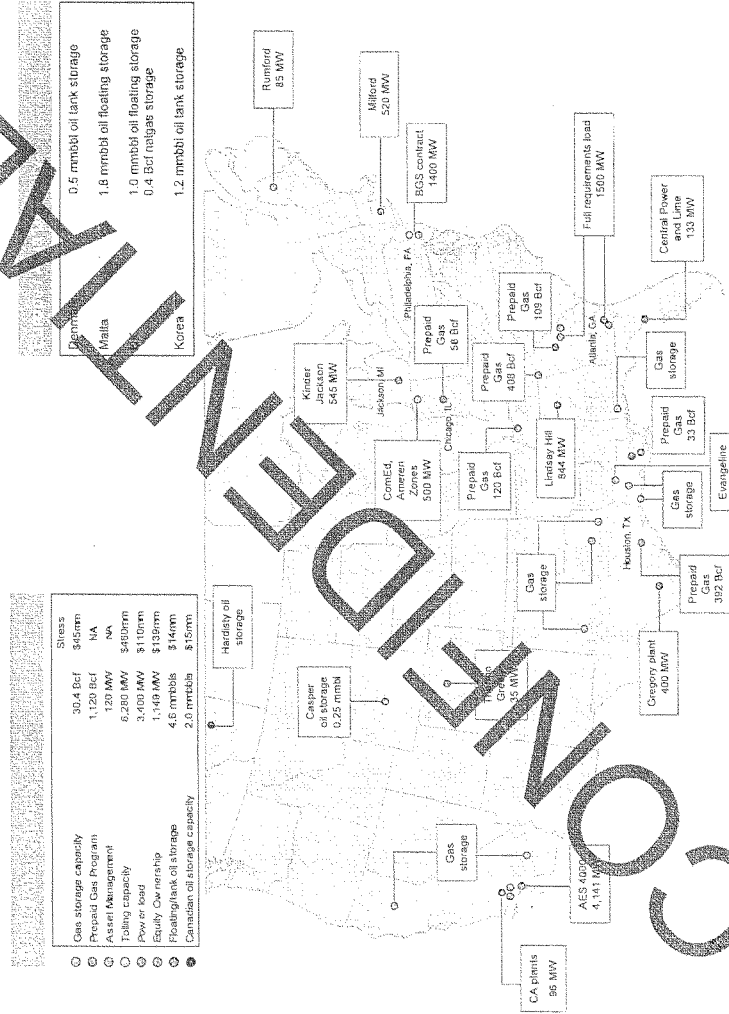 Stress
Gas storage capacity 30.4 Bcf $45mm
Prepaid Gas Program 1,120 Bcf NA
Asset Management 120 MW NA
Tolling capacity 6,280 MW $460mm
Power load 3,400 MW $110mm
Equity Ownership 1,149 MW $139mm
Floating/tank oil storage 4.6 mmbbls $14mm
Canadian oil storage capacity 2.0 mmbbls $15mm
Denmark 0.5 mmbbl oil tank storage
Malta 1.8 mmbbl oil floating storage
1.0 mmbbl oil floating storage
0.4 Bcf natgas storage
Korea 1.2 mmbbl oil tank storage
Hardisty oil
storage
Rumford
85 MW
Casper
oil storage
0.25 mmbl
Kinder
Jackson
545 MW
Milford
520 MW
Jackson MI
Philadelphia, PA
BGS contract
1400 MW
Gas
storage
35 MW
ComEd,
Ameren
Zones
500 MW
Chicago, IL
Prepaid
Gas
58 Bcf
CA plants
96 MW
AES 4000
4,141 MW
Gas
storage
Prepaid
Gas
120 Bcf
Prepaid
Gas
408 Bcf
Prepaid
Gas
109 Bcf
Full requirements load
1500 MW
Lindsay Hill
844 MW
Atlanta, GA
Houston, TX
Gregory plant
400 MW
Prepaid
Gas
392 Bcf
Gas
storage
Evangeline
Prepaid
Gas
33 Bcf
Gas
storage
Central Power
and Lime
133 MW
CONFIDENTIAL